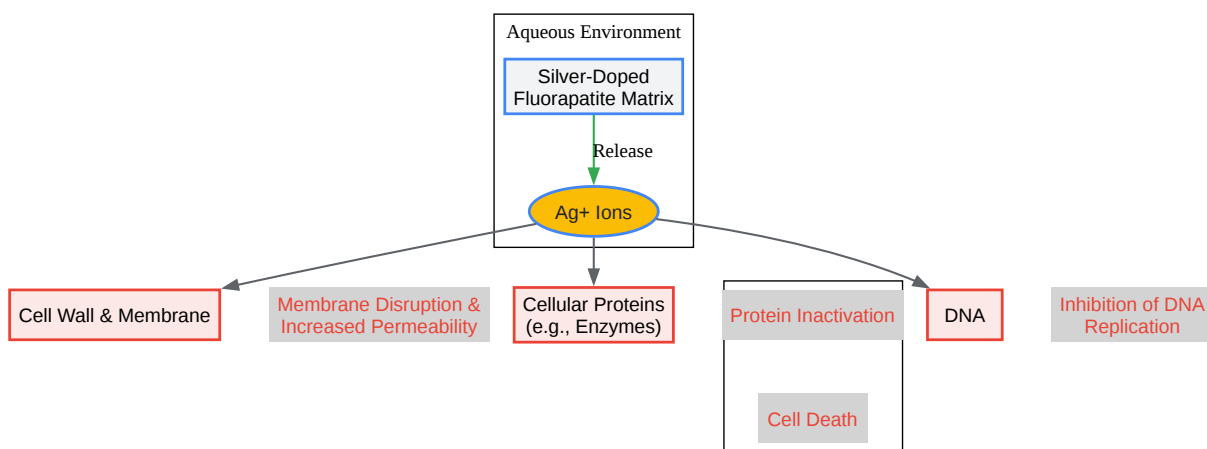 Aqueous Environment
Silver-Doped
Fluorapatite Matrix
Release
Ag+ Ions
Cell Wall & Membrane
Membrane Disruption &
Increased Permeability
Cellular Proteins
(e.g., Enzymes)
Protein Inactivation
DNA
Inhibition of DNA
Replication
Cell Death